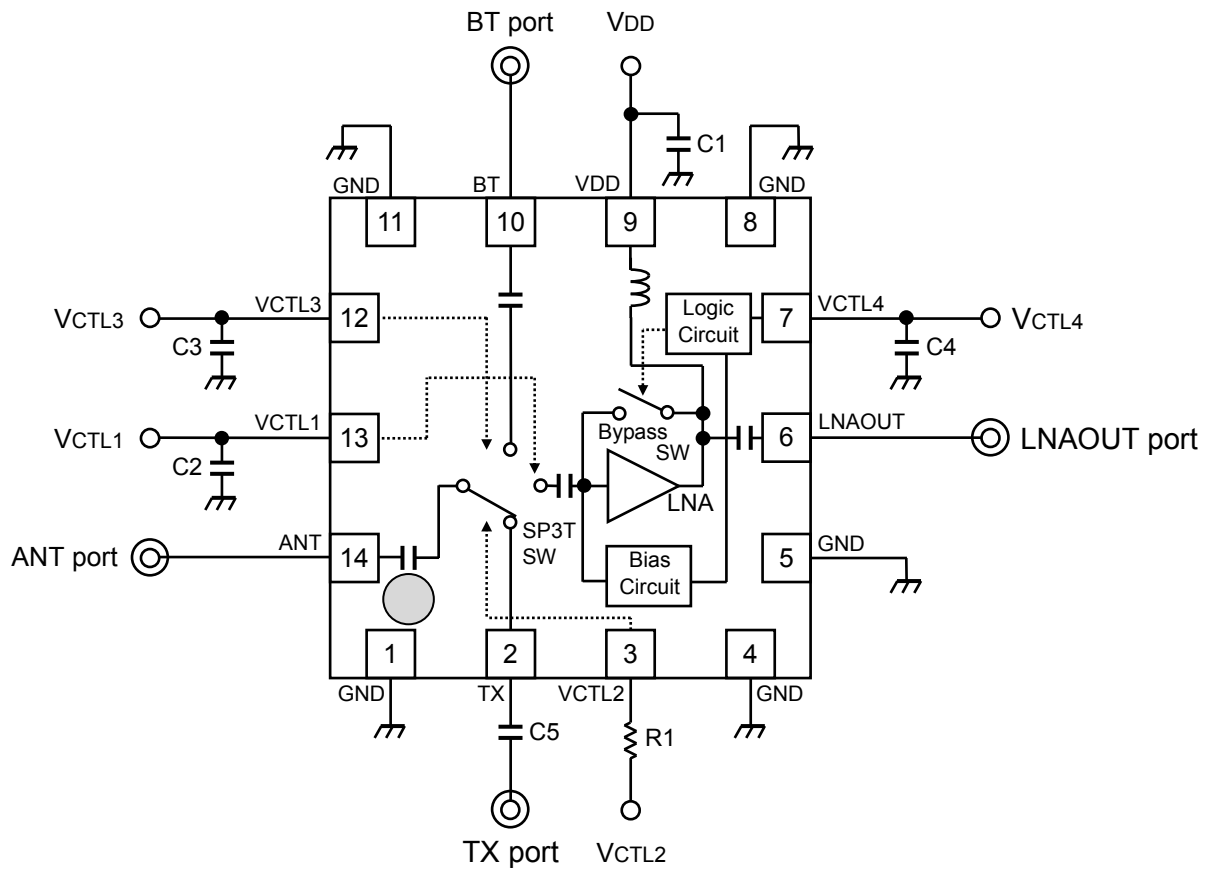 BT port
VDD
C1
GND
BT
VDD
GND
11
10
9
8
VCTL3
VCTL3
12
C3
Logic
Circuit
7
VCTL4
VCTL4
C4
VCTL1
VCTL1
13
C2
Bypass
SW
6
LNAOUT
LNAOUT port
LNA
SP3T
SW
ANT port
ANT
14
Bias
Circuit
5
GND
1
2
3
4
GND
TX
VCTL2
GND
C5
R1
TX port
VCTL2